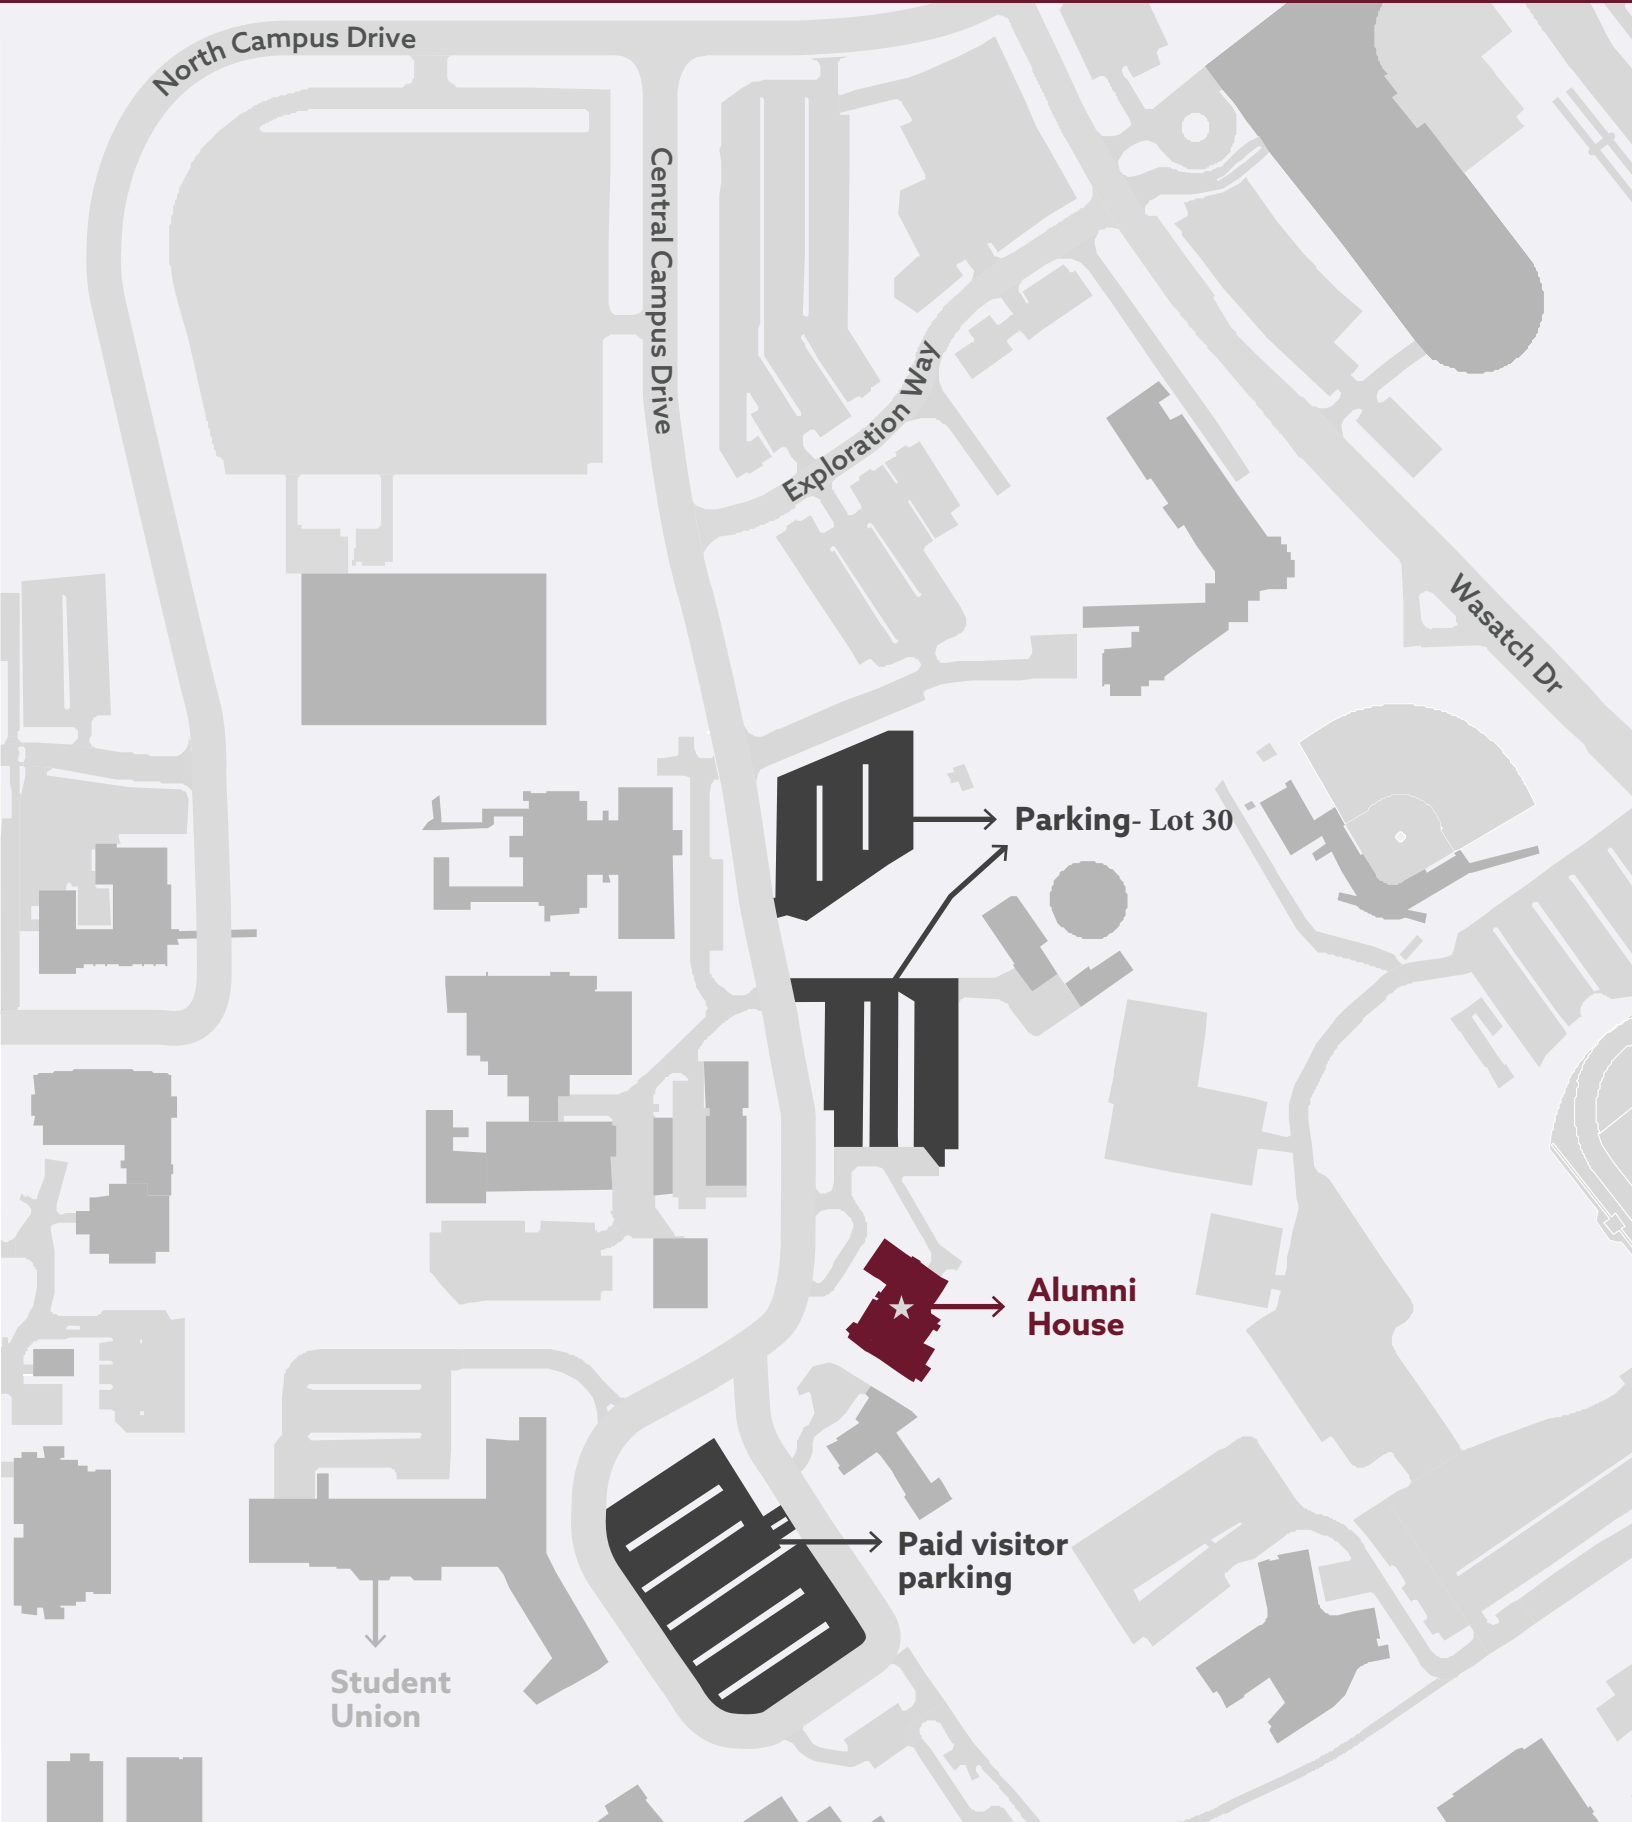 North Campus Drive
Central Campus Drive
Exploration Way
Wasatch Dr
Parking- Lot 30
Alumni
House
Paid visitor
parking
Student
Union